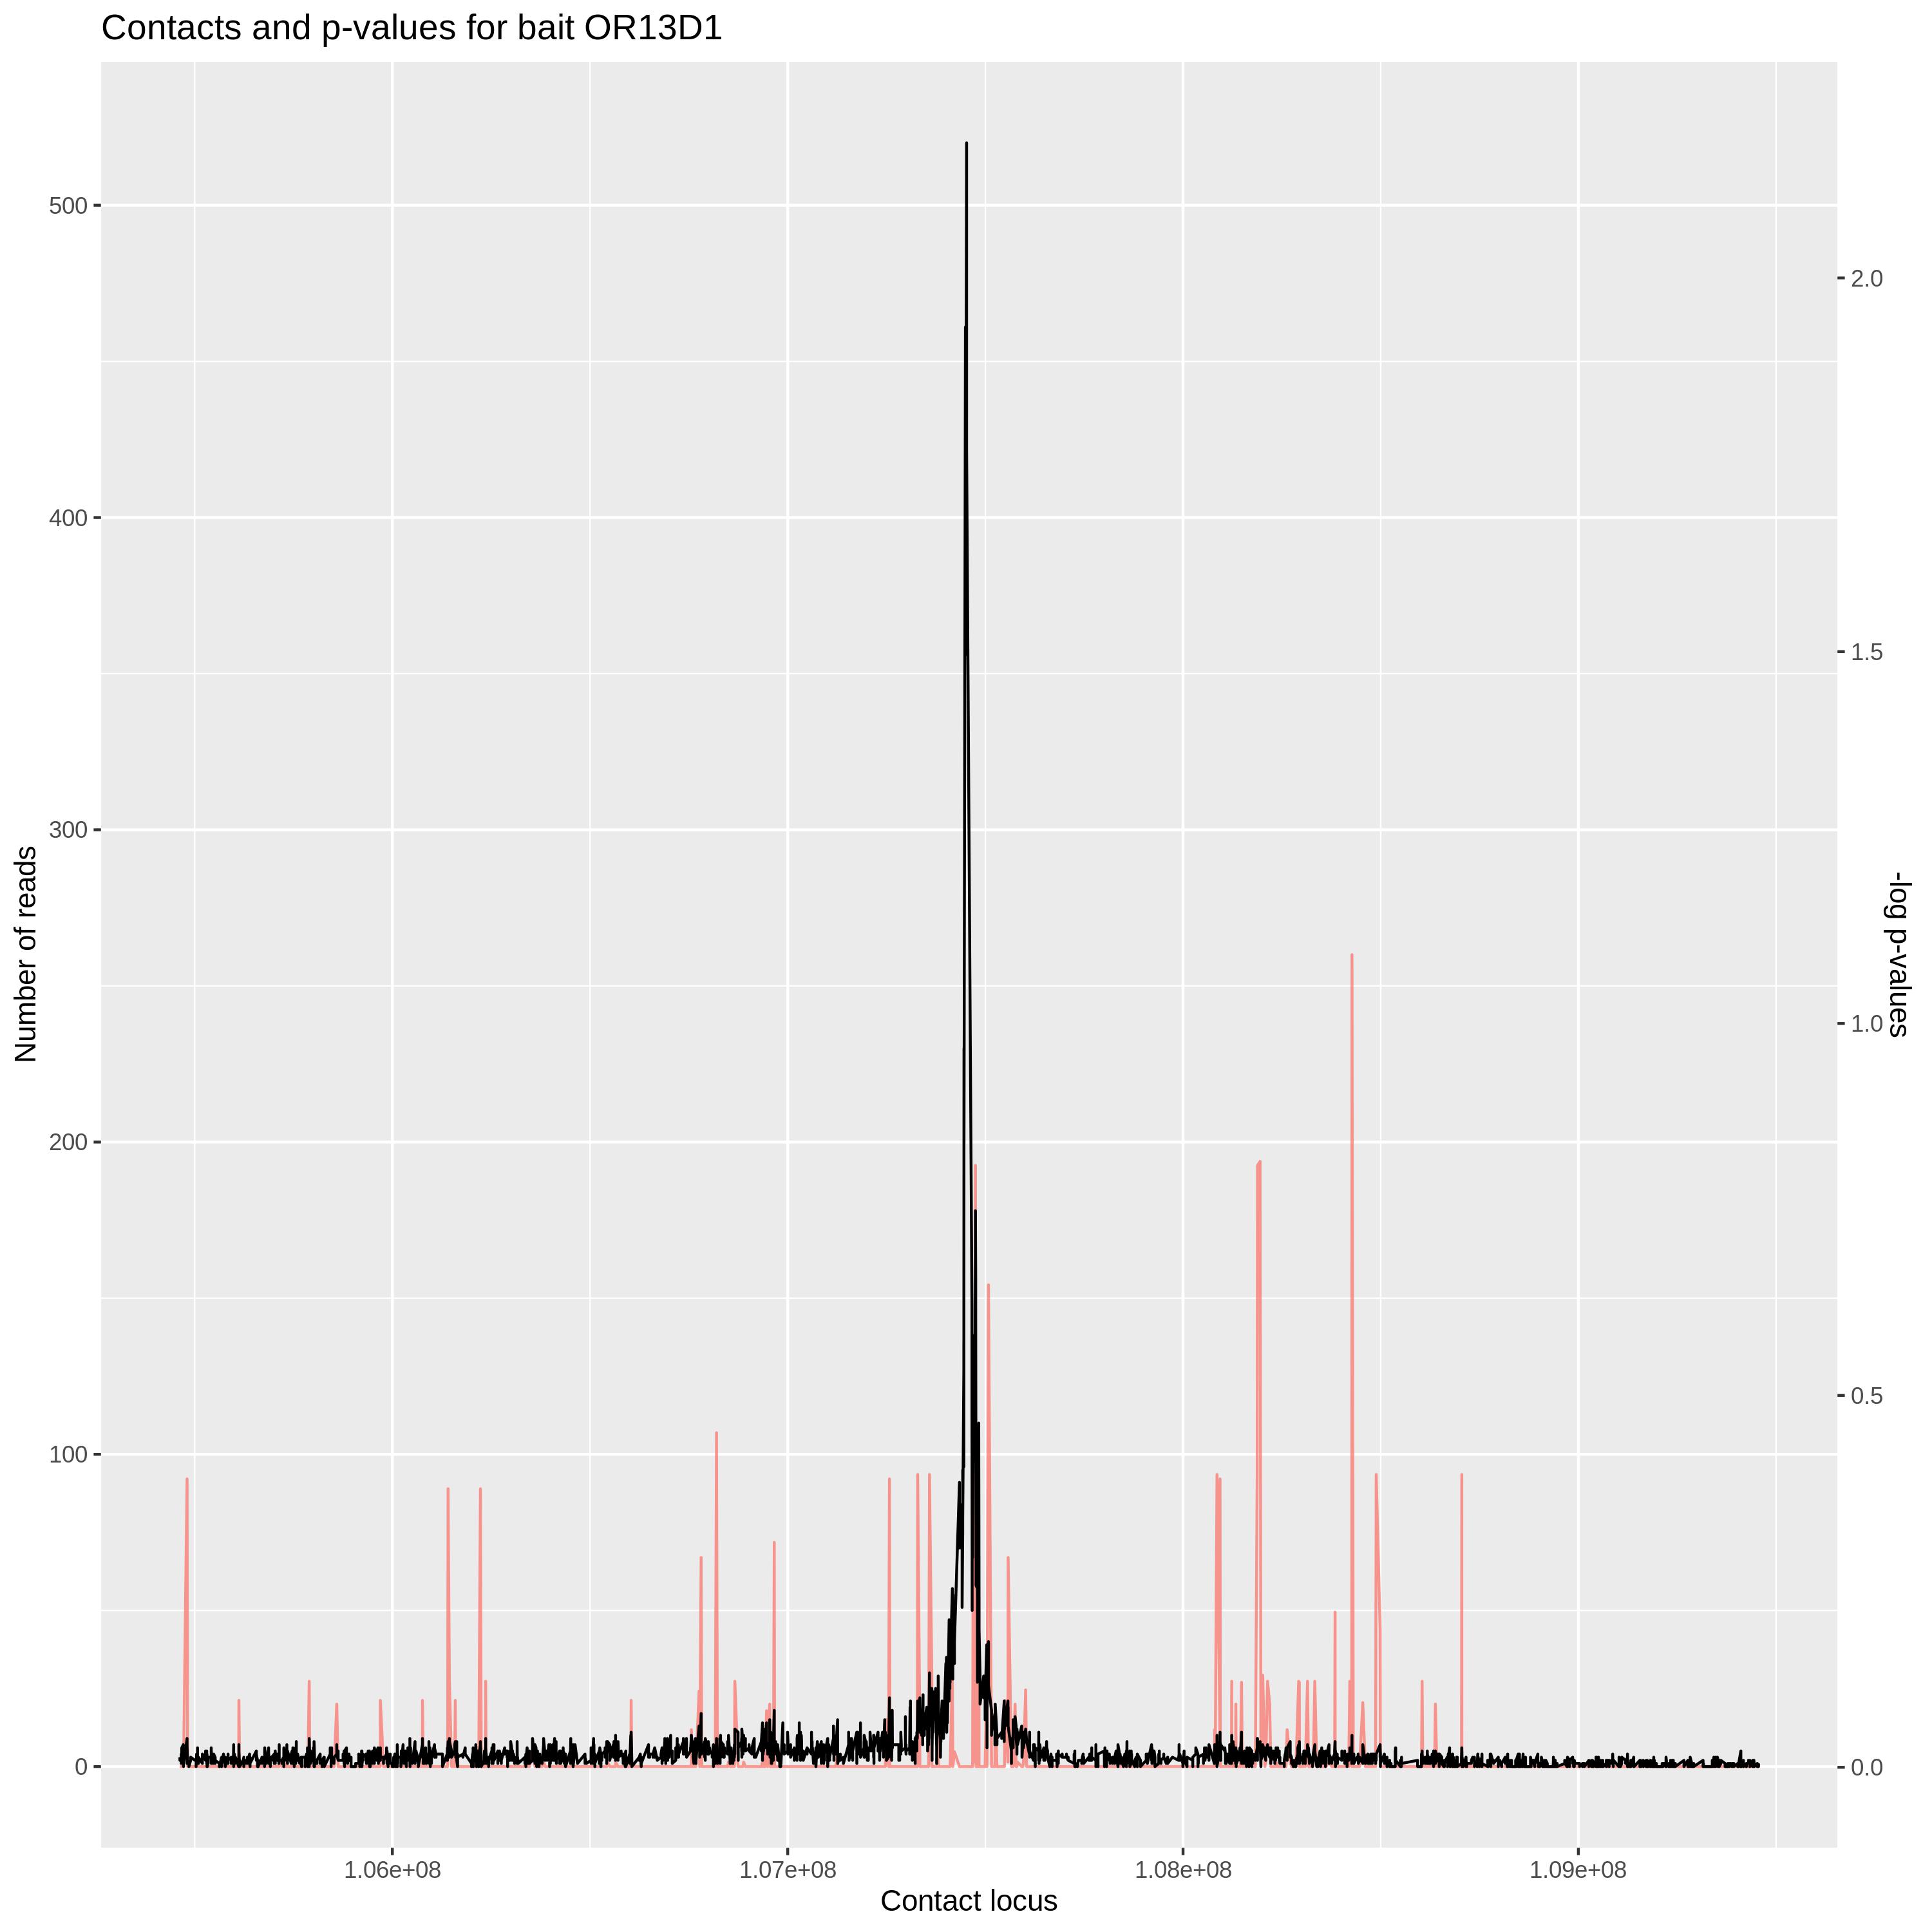 Contacts and p-values for bait OR13D1
500
400
300
200
100
0
Number of reads
2.0
1.5
1.0
0.5
0.0
-log p-values
1.06e+08
1.07e+08
1.08e+08
1.09e+08
Contact locus